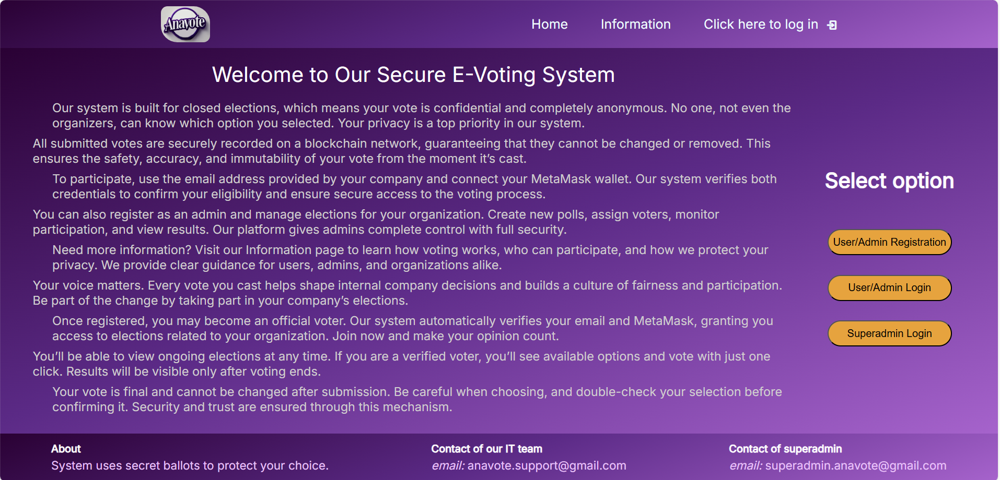 Anavote
Home
Information
Click here to log in
Welcome to Our Secure E-Voting System
Our system is built for closed elections, which means your vote is confidential and completely anonymous. No one, not even the
organizers, can know which option you selected. Your privacy is a top priority in our system.
All submitted votes are securely recorded on a blockchain network, guaranteeing that they cannot be changed or removed. This
ensures the safety, accuracy, and immutability of your vote from the moment it’s cast.
To participate, use the email address provided by your company and connect your MetaMask wallet. Our system verifies both
credentials to confirm your eligibility and ensure secure access to the voting process.
You can also register as an admin and manage elections for your organization. Create new polls, assign voters, monitor
participation, and view results. Our platform gives admins complete control with full security.
Need more information? Visit our Information page to learn how voting works, who can participate, and how we protect your
privacy. We provide clear guidance for users, admins, and organizations alike.
Your voice matters. Every vote you cast helps shape internal company decisions and builds a culture of fairness and participation.
Be part of the change by taking part in your company’s elections.
Once registered, you may become an official voter. Our system automatically verifies your email and MetaMask, granting you
access to elections related to your organization. Join now and make your opinion count.
You’ll be able to view ongoing elections at any time. If you are a verified voter, you’ll see available options and vote with just one
click. Results will be visible only after voting ends.
Your vote is final and cannot be changed after submission. Be careful when choosing, and double-check your selection before
confirming it. Security and trust are ensured through this mechanism.
Select option
User/Admin Registration
User/Admin Login
Superadmin Login
About
System uses secret ballots to protect your choice.
Contact of our IT team
email: anavote.support@gmail.com
Contact of superadmin
email: superadmin.anavote@gmail.com